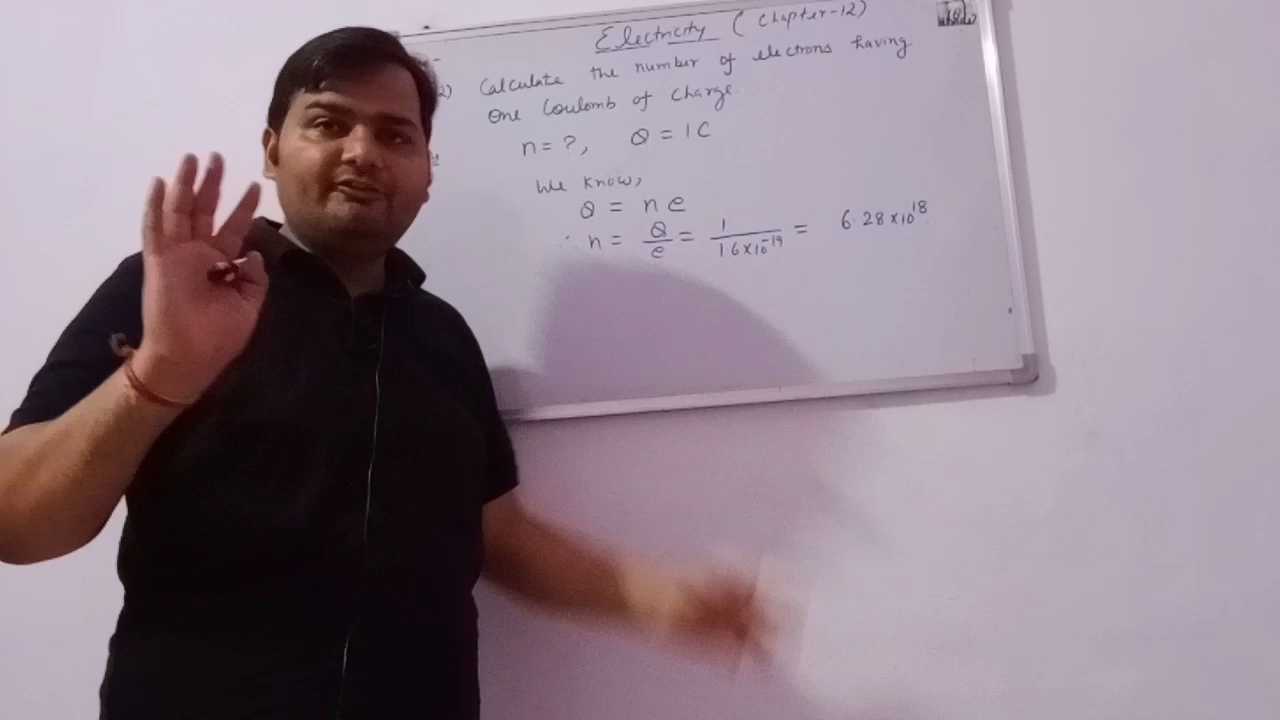 Electricity (Chapter-12)
2) Calculate the number of electrons having
One Coulomb of charge.
n = ?, Q = 1C
We know,
Q = ne
∴ n = Q/e = 1/1.6×10⁻¹⁹ = 6.28×10¹⁸